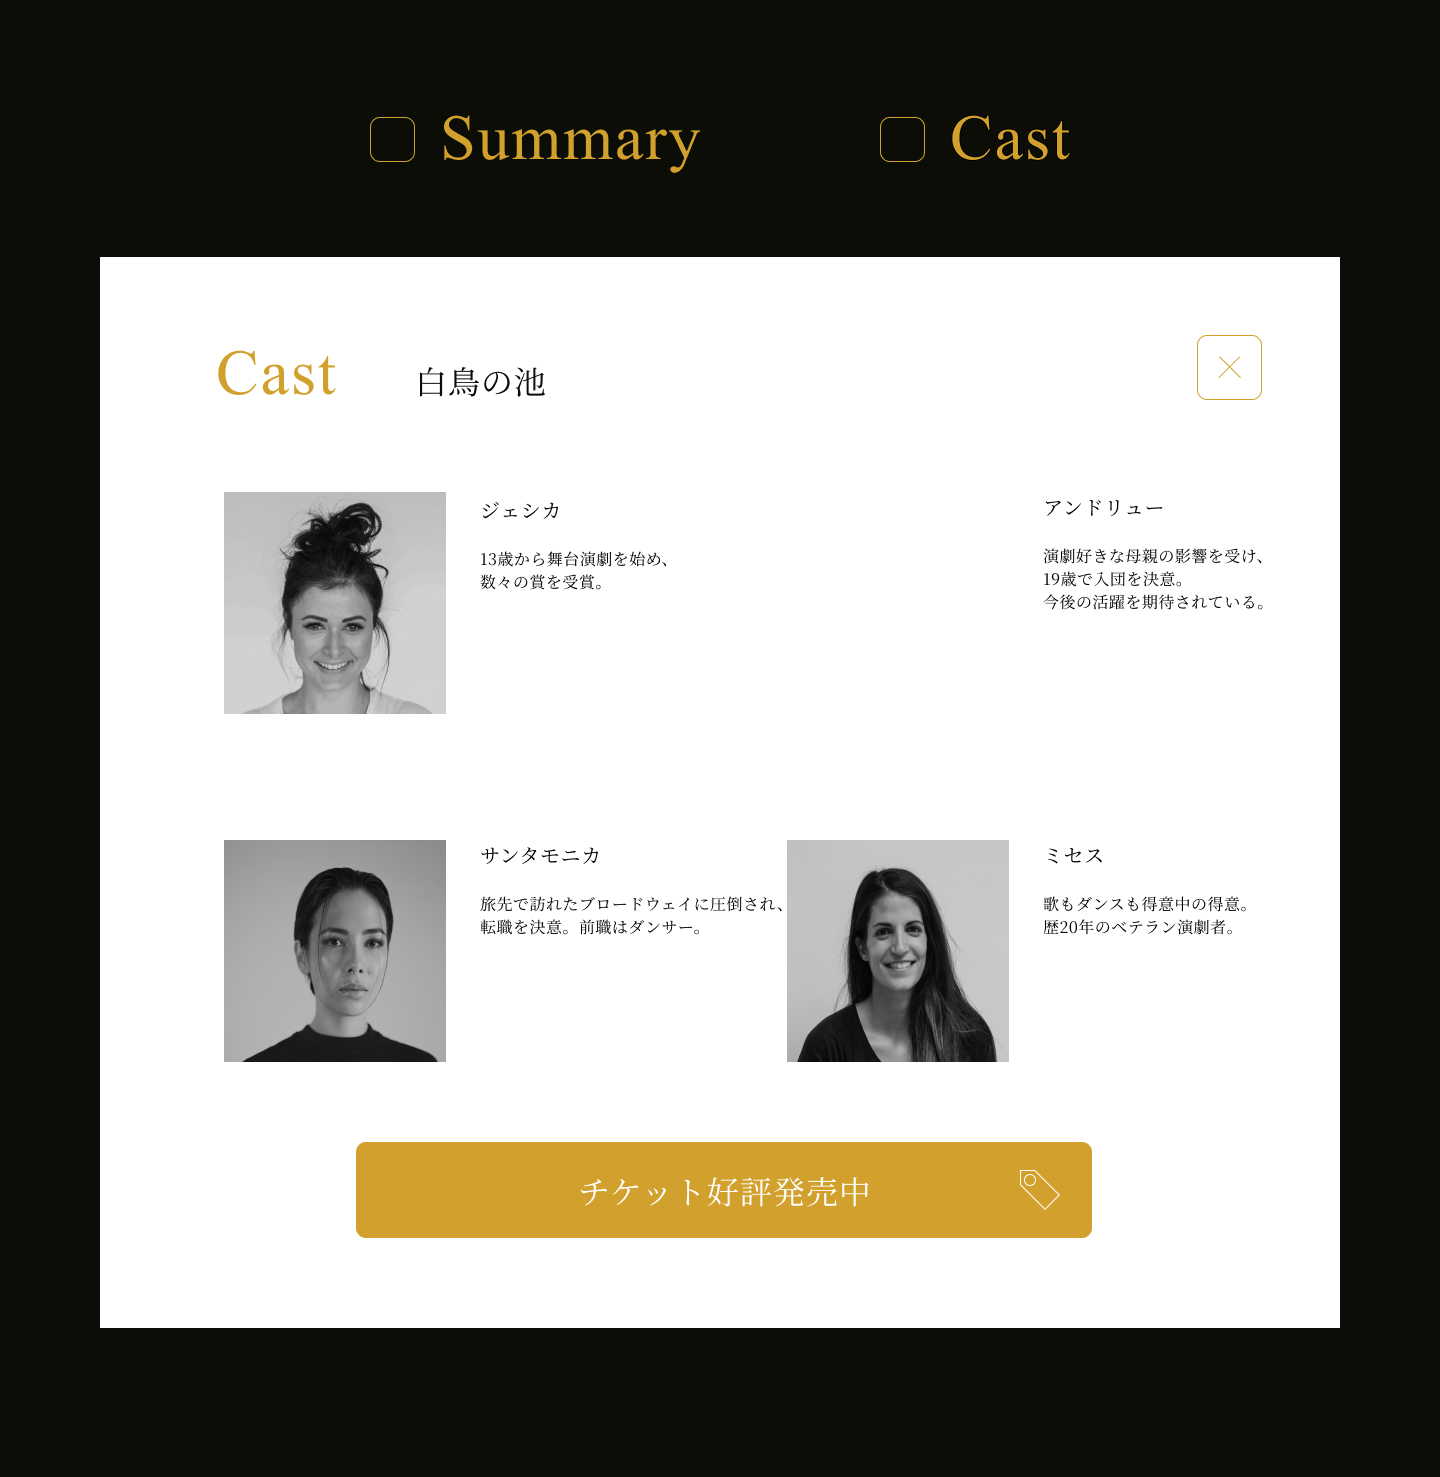 Summary
Cast
Cast
白鳥の池
ジェシカ
13歳から舞台演劇を始め、
数々の賞を受賞。
アンドリュー
演劇好きな母親の影響を受け、
19歳で入団を決意。
今後の活躍を期待されている。
サンタモニカ
旅先で訪れたブロードウェイに圧倒され、
転職を決意。前職はダンサー。
ミセス
歌もダンスも得意中の得意。
歴20年のベテラン演劇者。
チケット好評発売中